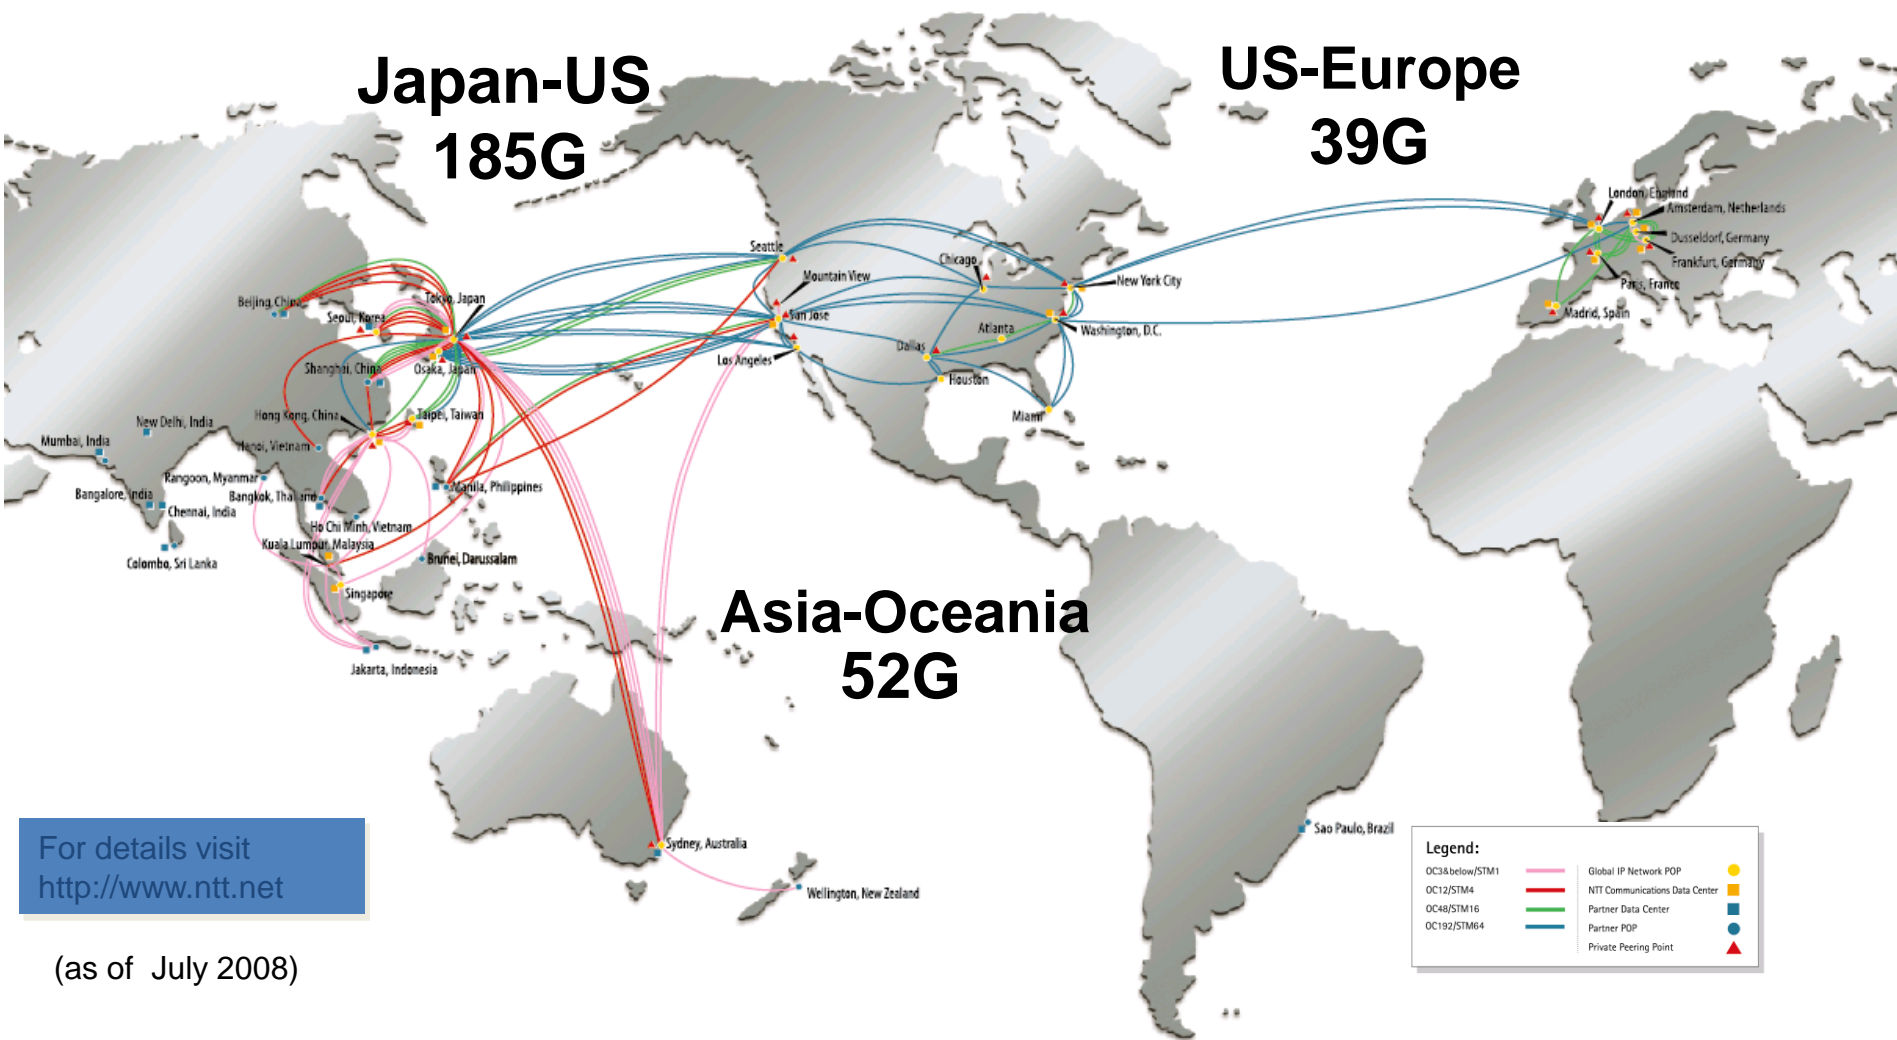 Japan-US
185G
US-Europe
39G
London, England
Amsterdam, Netherlands
Dusseldorf, Germany
Frankfurt, Germany
Paris, France
Madrid, Spain
Seattle
Mountain View
Chicago
New York City
San Jose
Atlanta
Washington, D.C.
Dallas
Los Angeles
Houston
Miami
Beijing, China
Tokyo, Japan
Seoul, Korea
Shanghai, China
Osaka, Japan
Hong Kong, China
Taipei, Taiwan
New Delhi, India
Mumbai, India
Hanoi, Vietnam
Rangoon, Myanmar
Bangkok, Thailand
Manila, Philippines
Bangalore, India
Chennai, India
Ho Chi Minh, Vietnam
Kuala Lumpur, Malaysia
Colombo, Sri Lanka
Brunei, Darussalam
Singapore
Jakarta, Indonesia
Asia-Oceania
52G
Sao Paulo, Brazil
Sydney, Australia
Wellington, New Zealand
For details visit
http://www.ntt.net
(as of July 2008)
Legend:
OC3&below/STM1
OC12/STM4
OC48/STM16
OC192/STM64
Global IP Network POP
NTT Communications Data Center
Partner Data Center
Partner POP
Private Peering Point